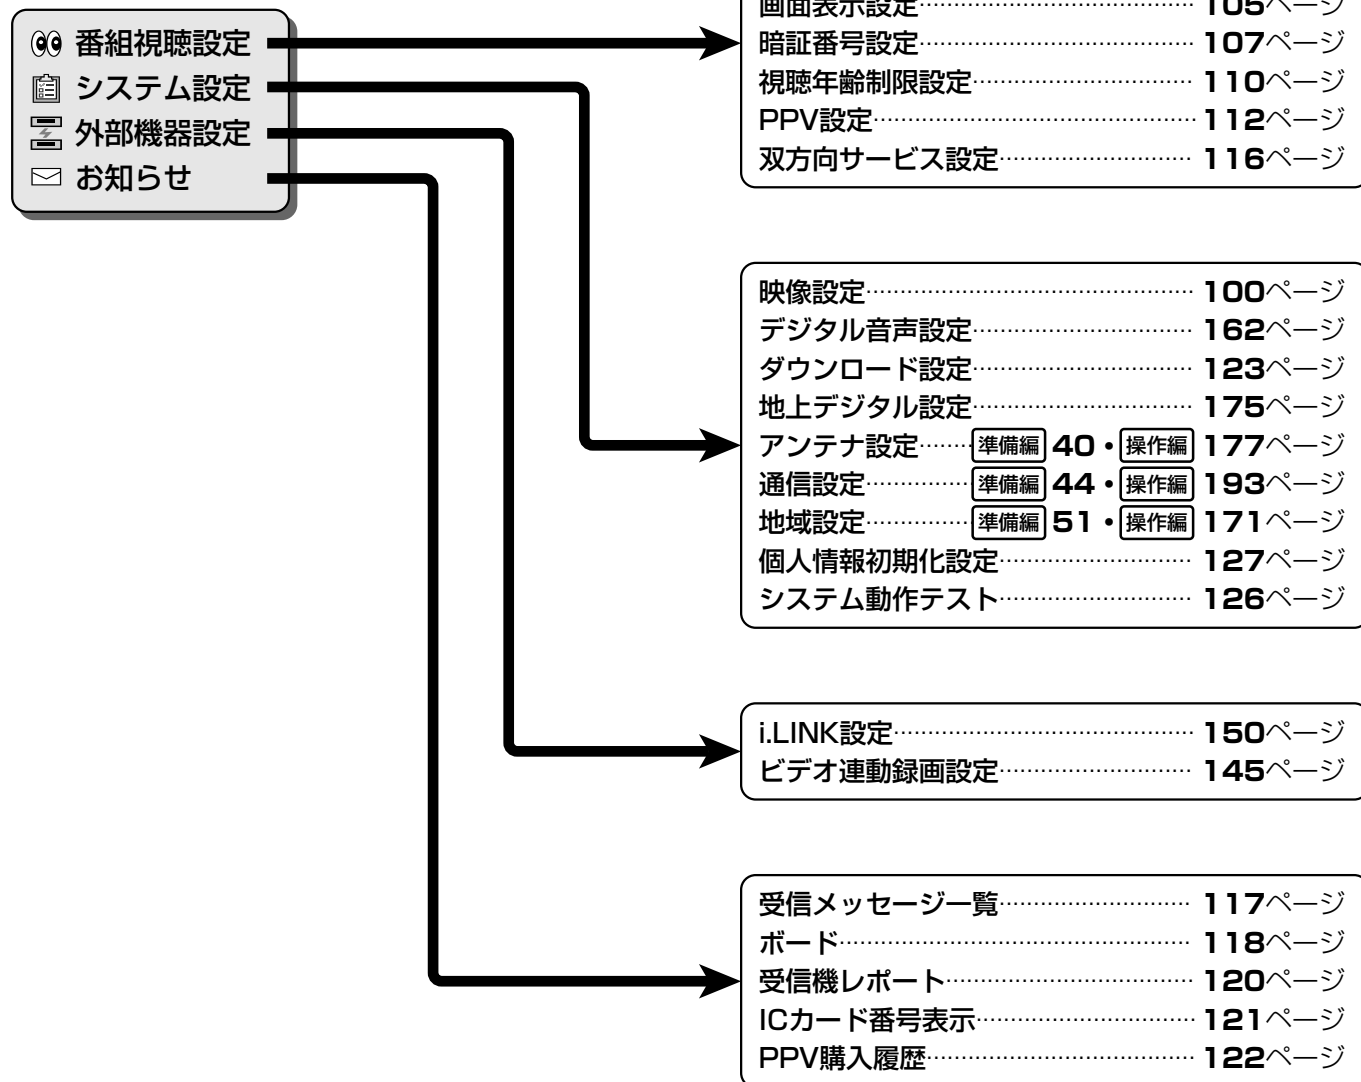 番組視聴設定
システム設定
外部機器設定
お知らせ
画面表示設定 105ページ
暗証番号設定 107ページ
視聴年齢制限設定 110ページ
PPV設定 112ページ
双方向サービス設定 116ページ
映像設定 100ページ
デジタル音声設定 162ページ
ダウンロード設定 123ページ
地上デジタル設定 175ページ
アンテナ設定 準備編 40・操作編 177ページ
通信設定 準備編 44・操作編 193ページ
地域設定 準備編 51・操作編 171ページ
個人情報初期化設定 127ページ
システム動作テスト 126ページ
i.LINK設定 150ページ
ビデオ連動録画設定 145ページ
受信メッセージ一覧 117ページ
ボード 118ページ
受信機レポート 120ページ
ICカード番号表示 121ページ
PPV購入履歴 122ページ